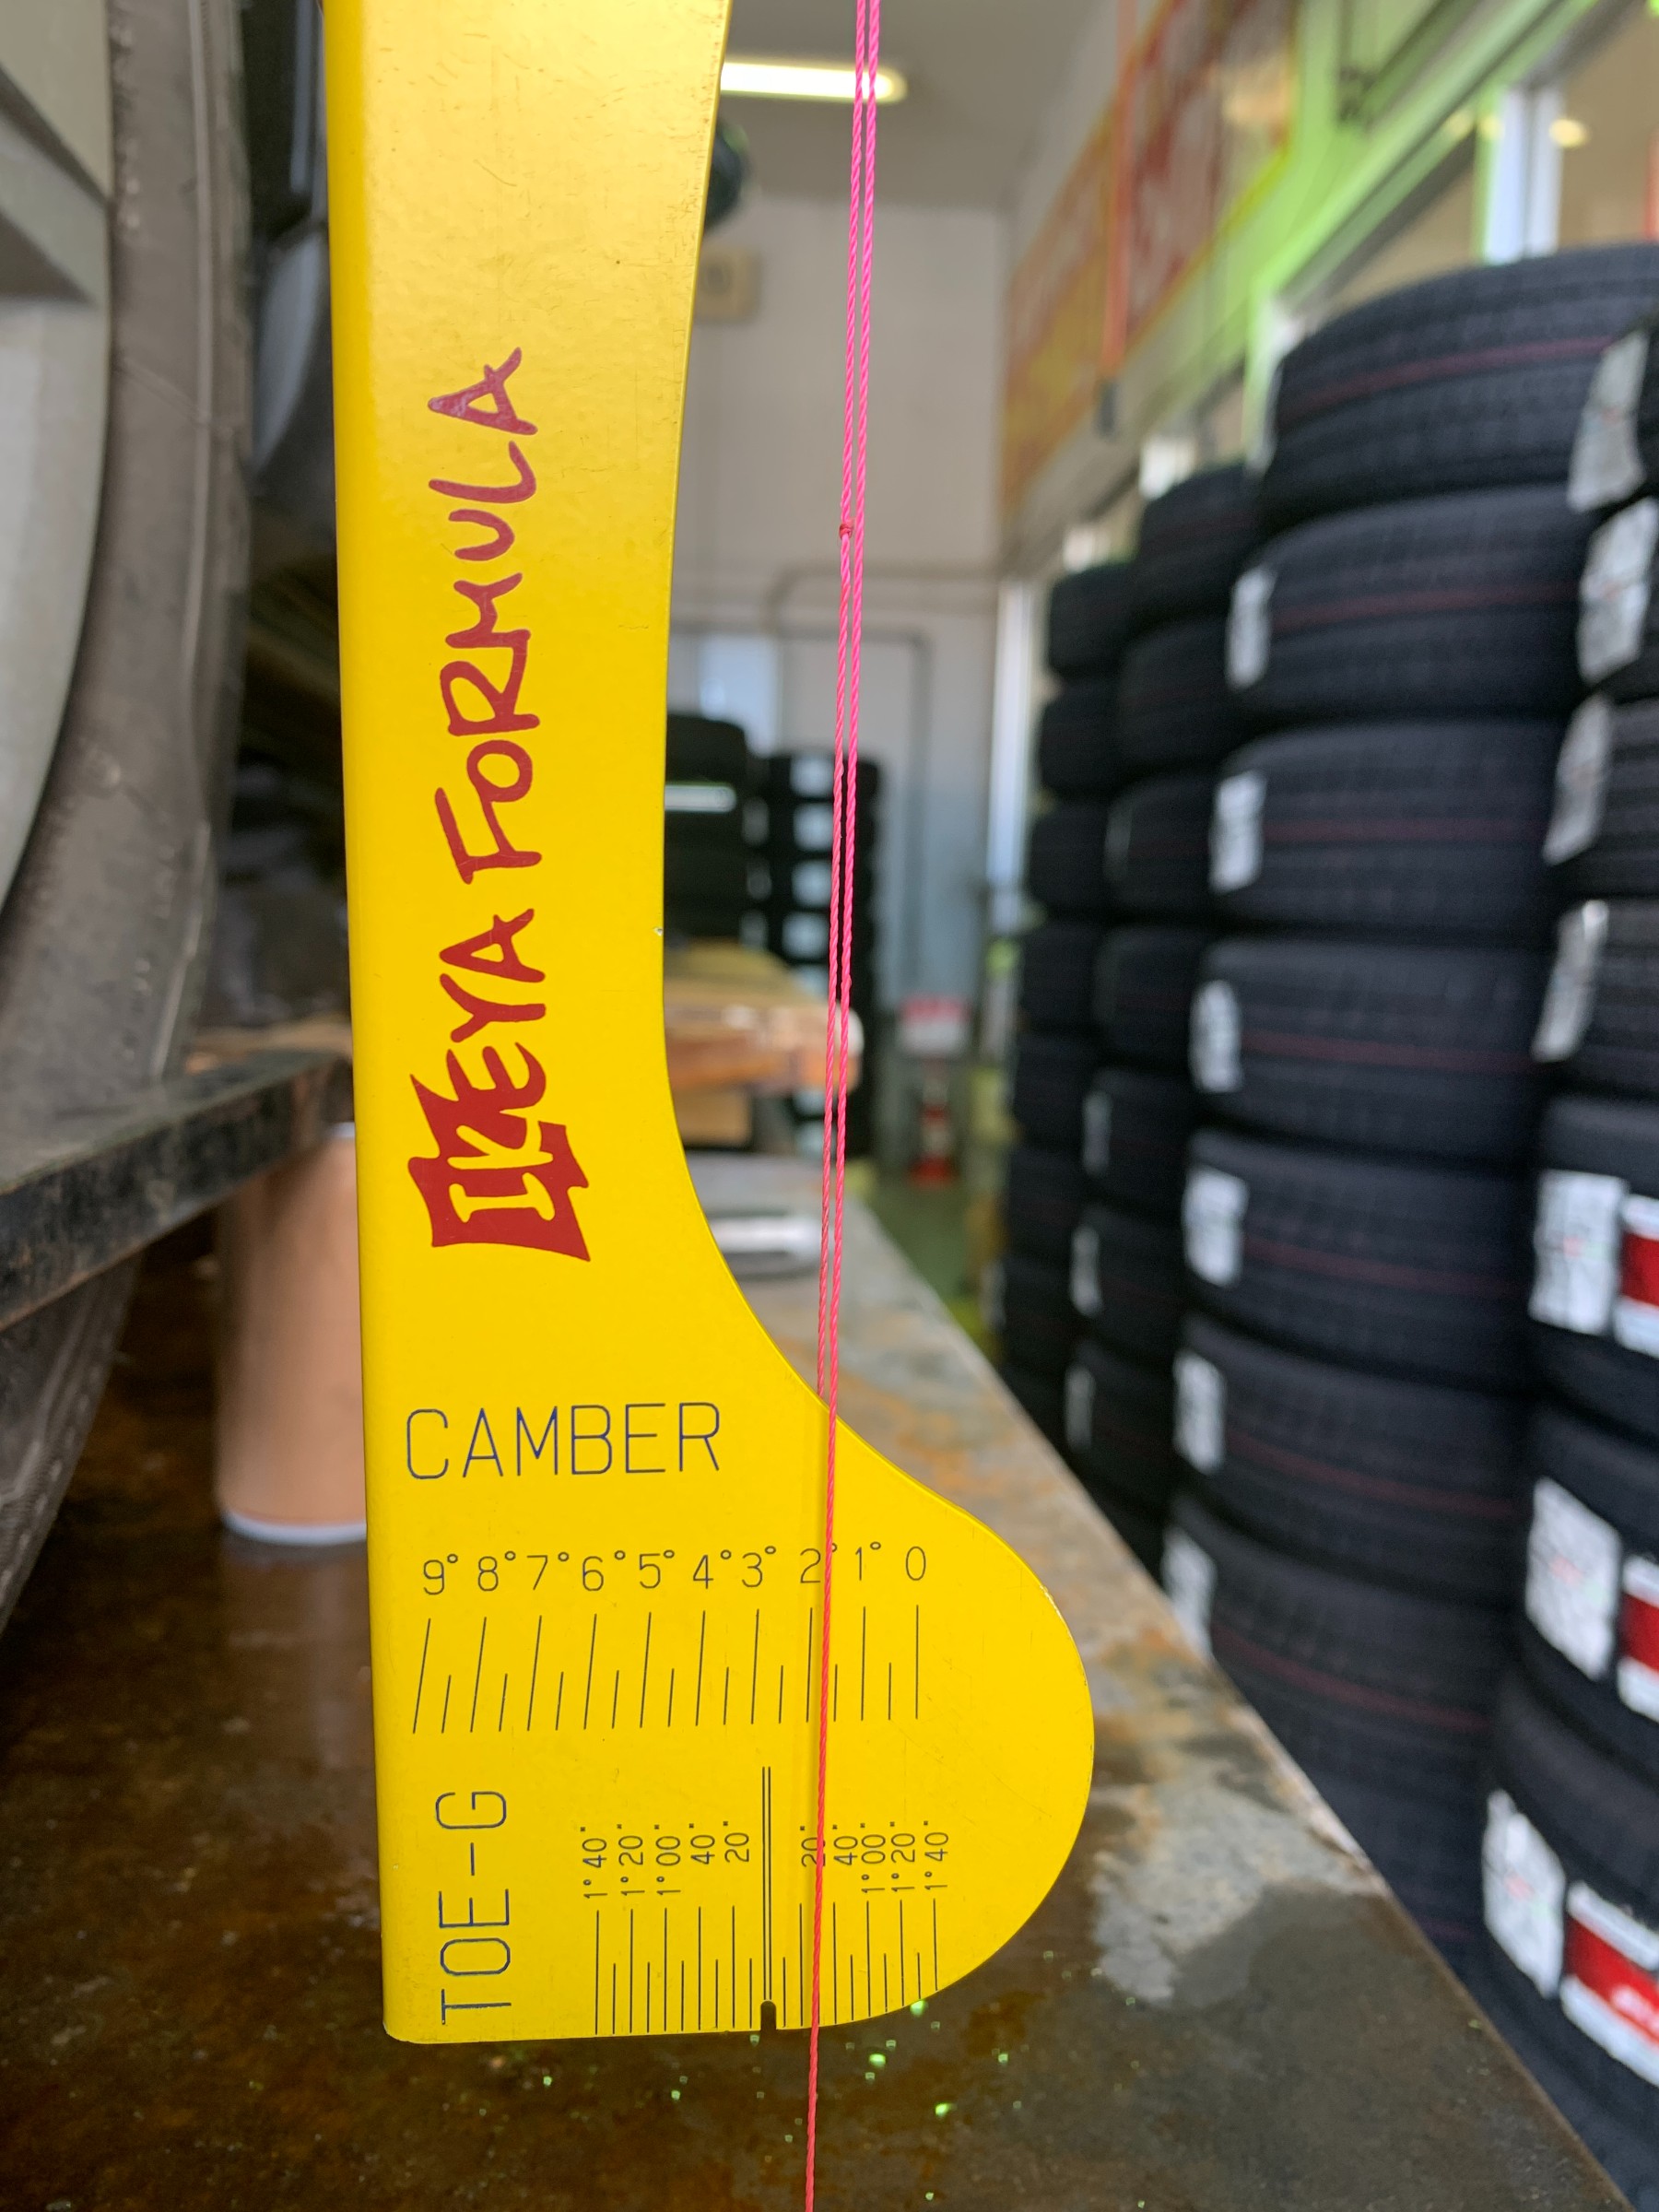 IKEYA FORMULA
CAMBER
9° 8° 7° 6° 5° 4° 3° 2° 1° 0
TOE-G
1°40' 1°20' 1°00' 40' 20' 20' 40' 1°00' 1°20' 1°40'